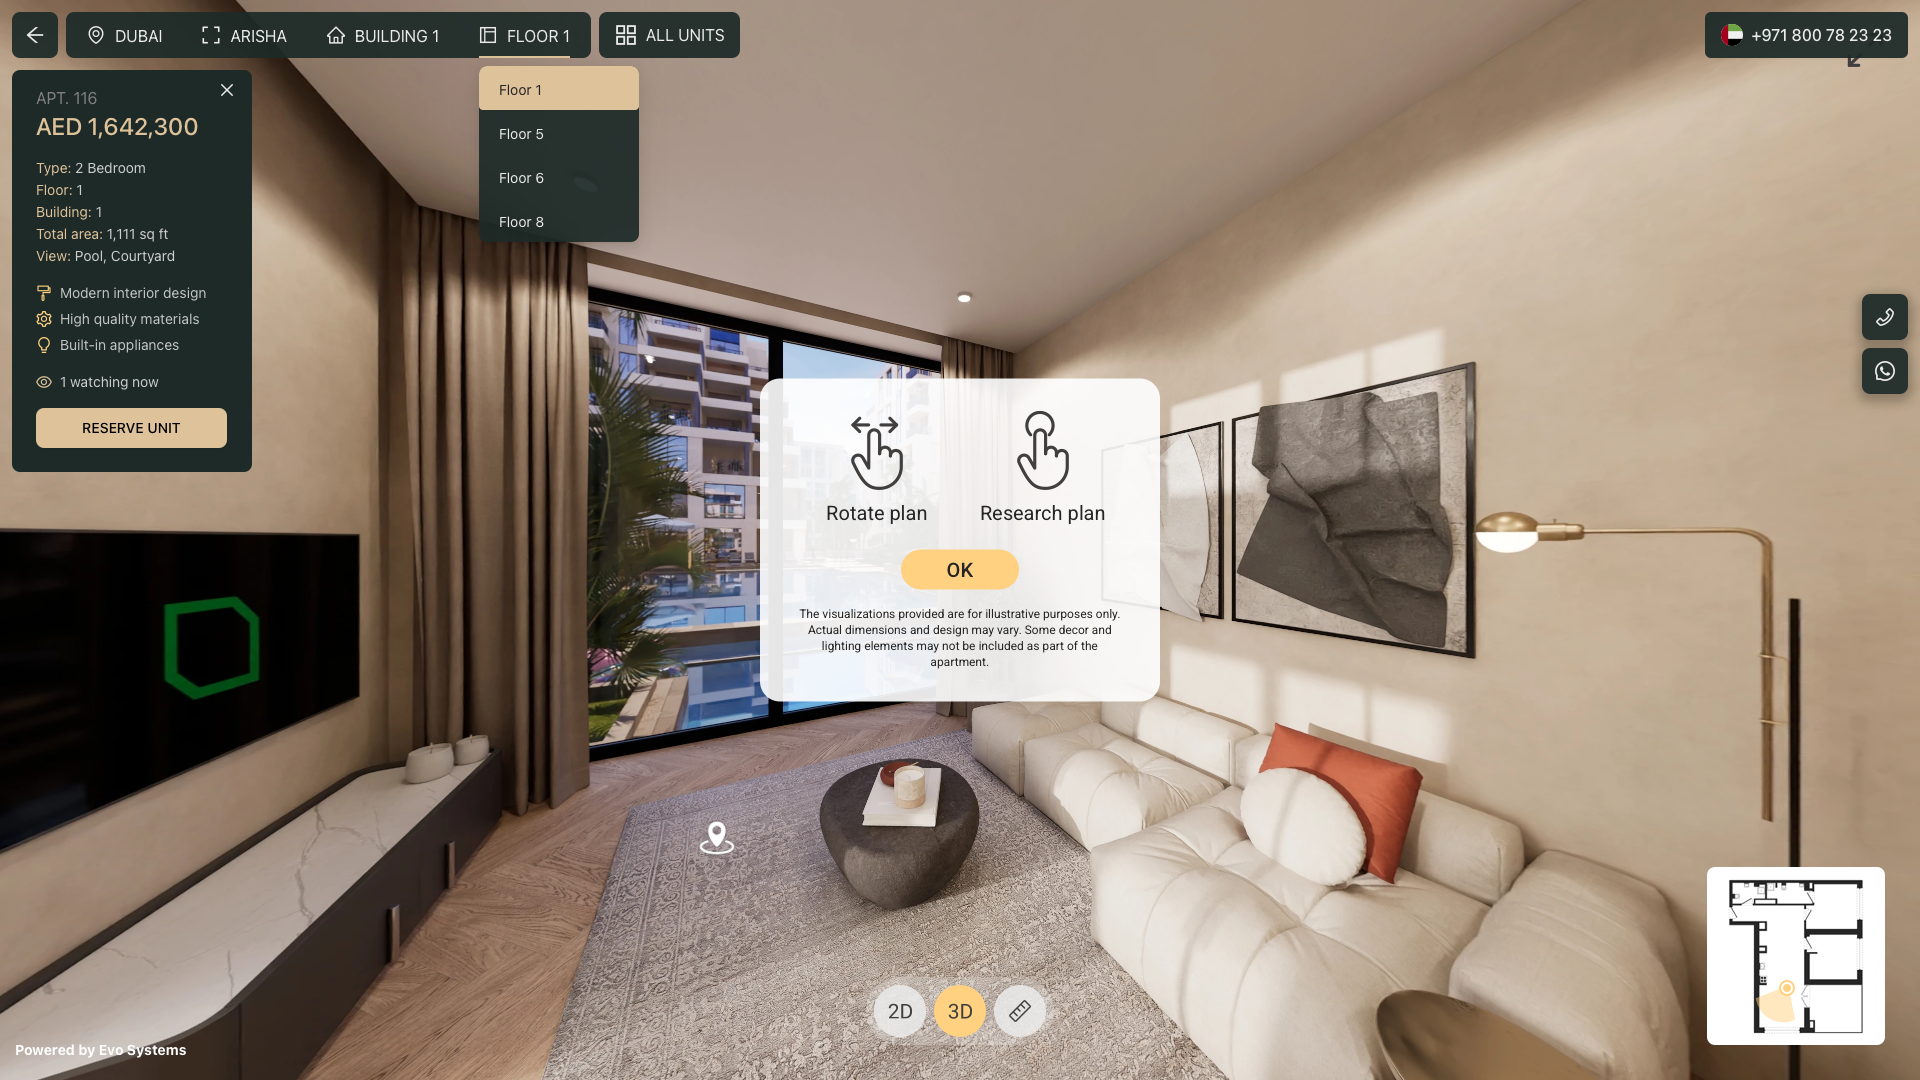 DUBAI
ARISHA
BUILDING 1
FLOOR 1
ALL UNITS
+971 800 78 23 23
Floor 1
Floor 5
Floor 6
Floor 8
APT. 116
AED 1,642,300
Type: 2 Bedroom
Floor: 1
Building: 1
Total area: 1,111 sq ft
View: Pool, Courtyard
Modern interior design
High quality materials
Built-in appliances
1 watching now
RESERVE UNIT
Rotate plan
Research plan
OK
The visualizations provided are for illustrative purposes only.
Actual dimensions and design may vary. Some decor and
lighting elements may not be included as part of the
apartment.
2D
3D
Powered by Evo Systems